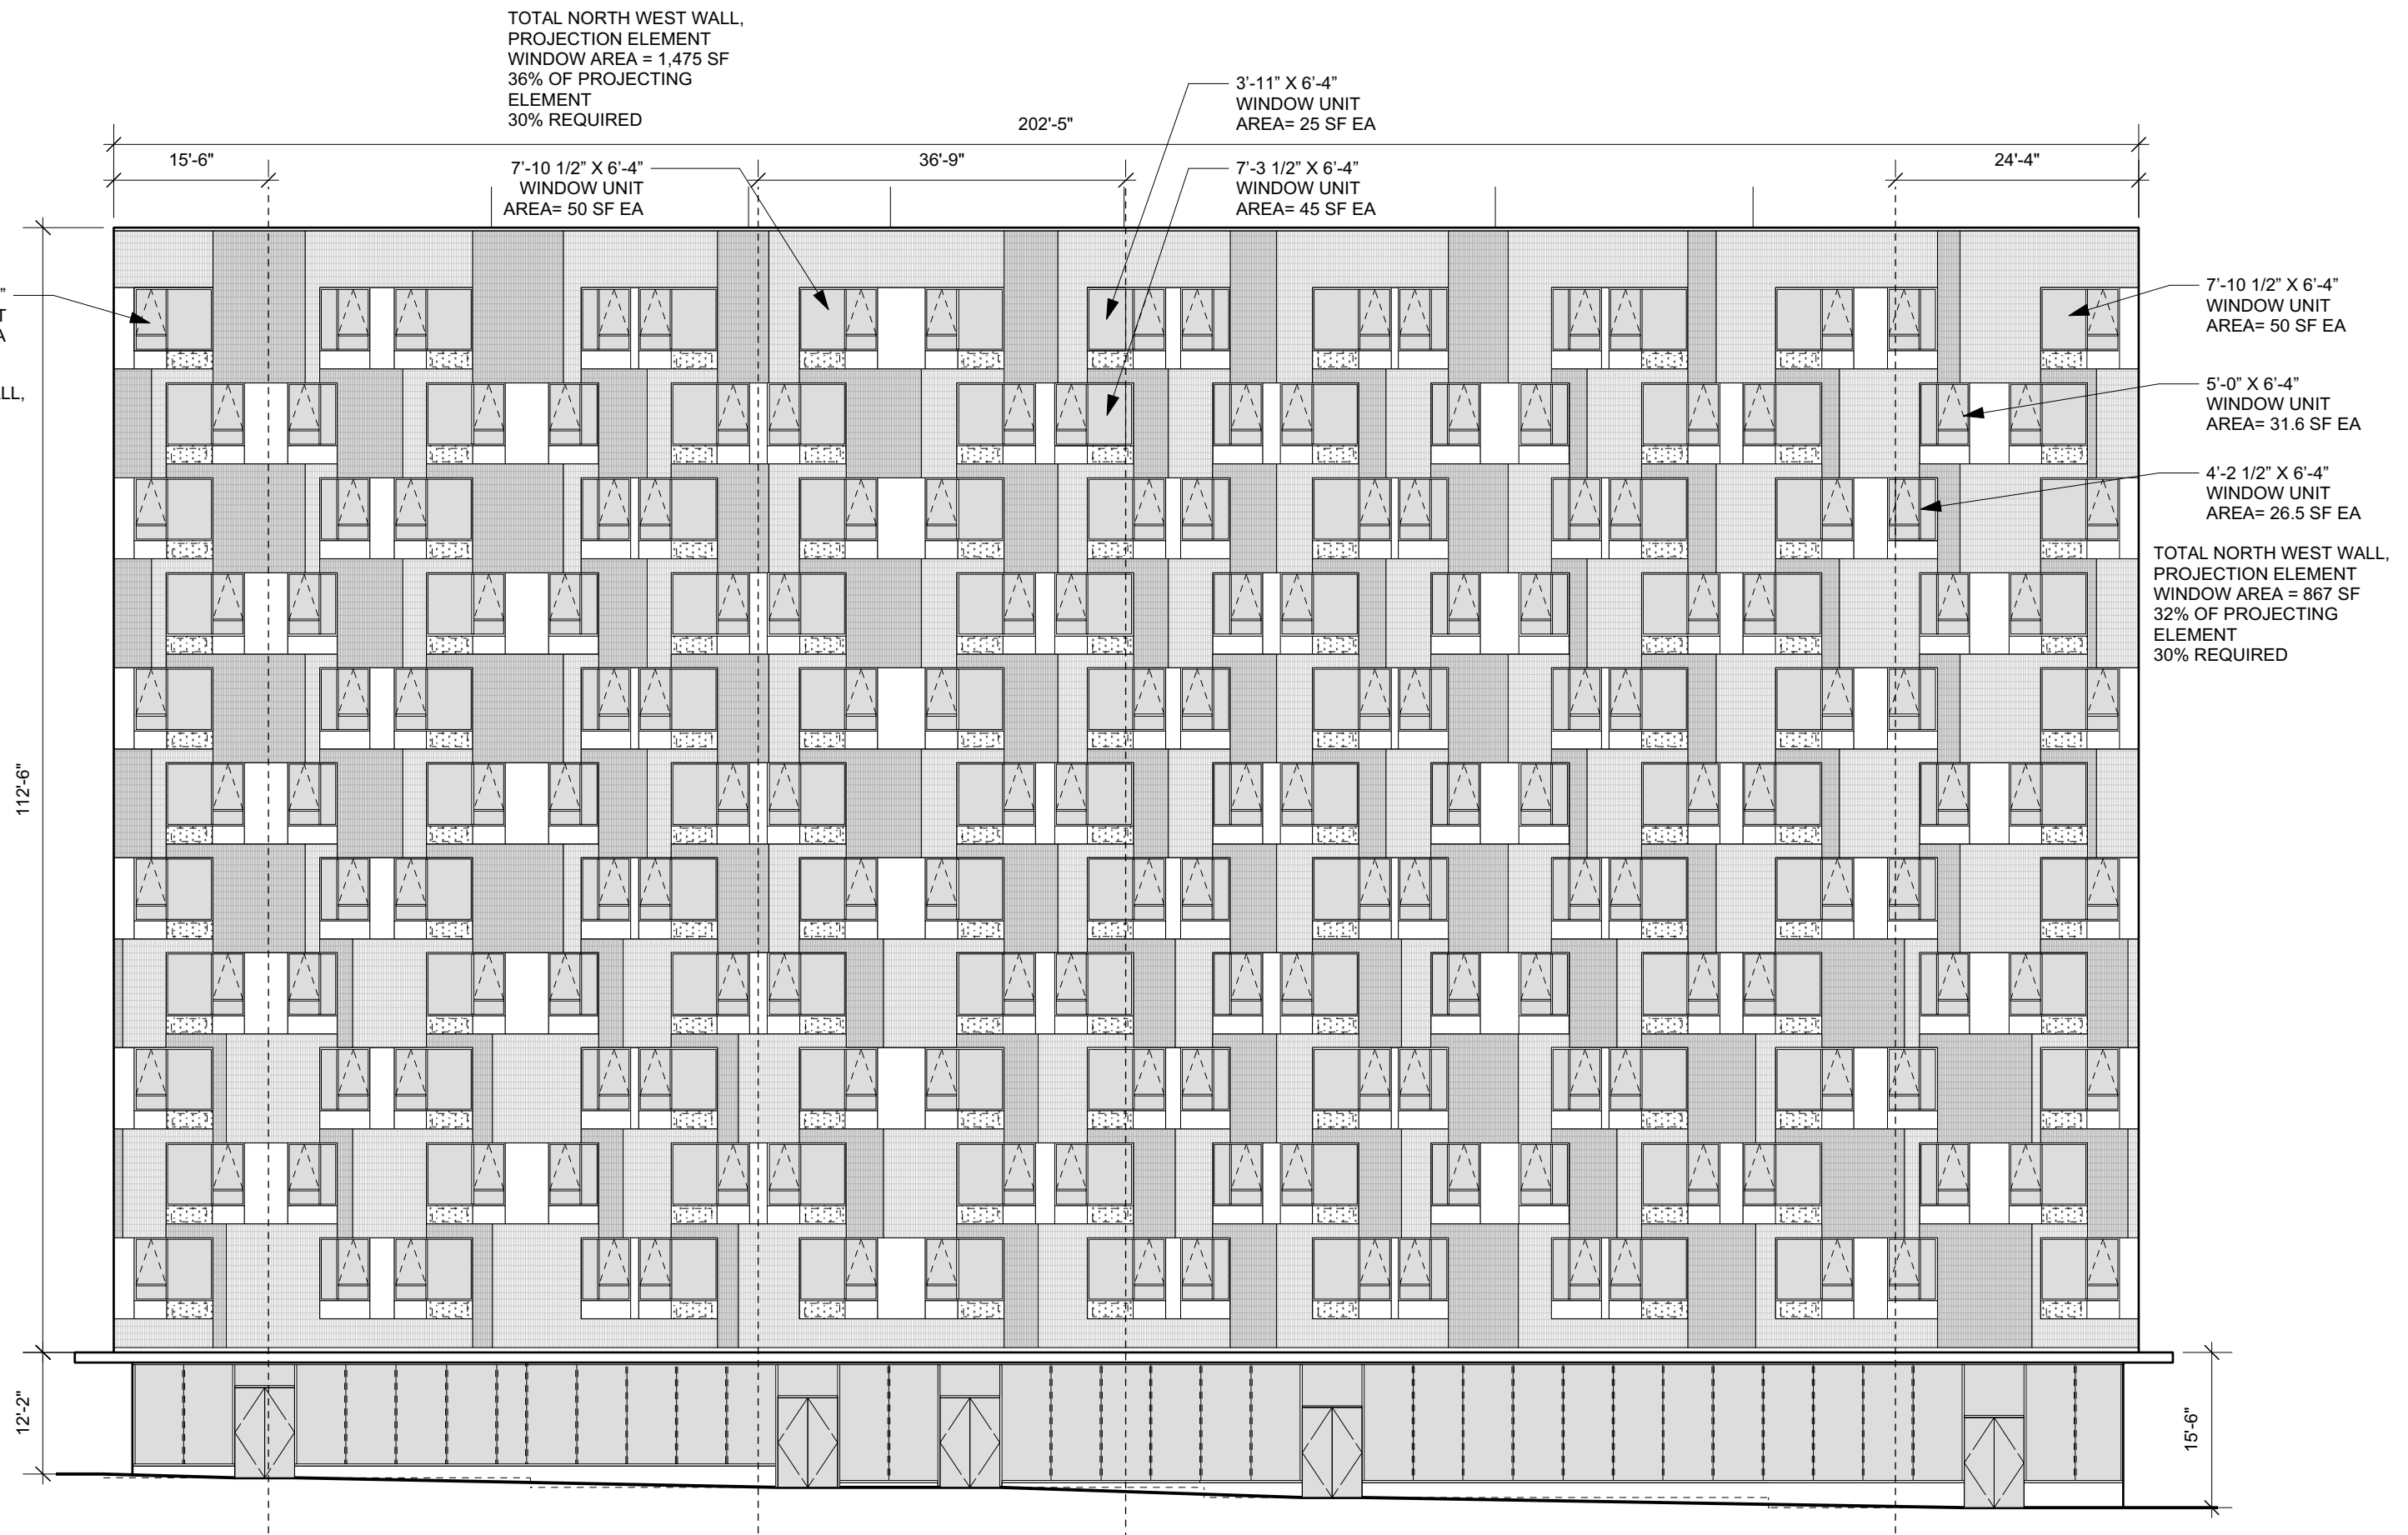 TOTAL NORTH WEST WALL,
PROJECTION ELEMENT
WINDOW AREA = 1,475 SF
36% OF PROJECTING
ELEMENT
30% REQUIRED
3’-11” X 6’-4”
WINDOW UNIT
AREA= 25 SF EA
202'-5"
15'-6"
7’-10 1/2” X 6’-4”
WINDOW UNIT
AREA= 50 SF EA
36'-9"
7’-3 1/2” X 6’-4”
WINDOW UNIT
AREA= 45 SF EA
24'-4"
7’-10 1/2” X 6’-4”
WINDOW UNIT
AREA= 50 SF EA
5’-0” X 6’-4”
WINDOW UNIT
AREA= 31.6 SF EA
4’-2 1/2” X 6’-4”
WINDOW UNIT
AREA= 26.5 SF EA
TOTAL NORTH WEST WALL,
PROJECTION ELEMENT
WINDOW AREA = 867 SF
32% OF PROJECTING
ELEMENT
30% REQUIRED
112'-6"
12'-2"
15'-6"